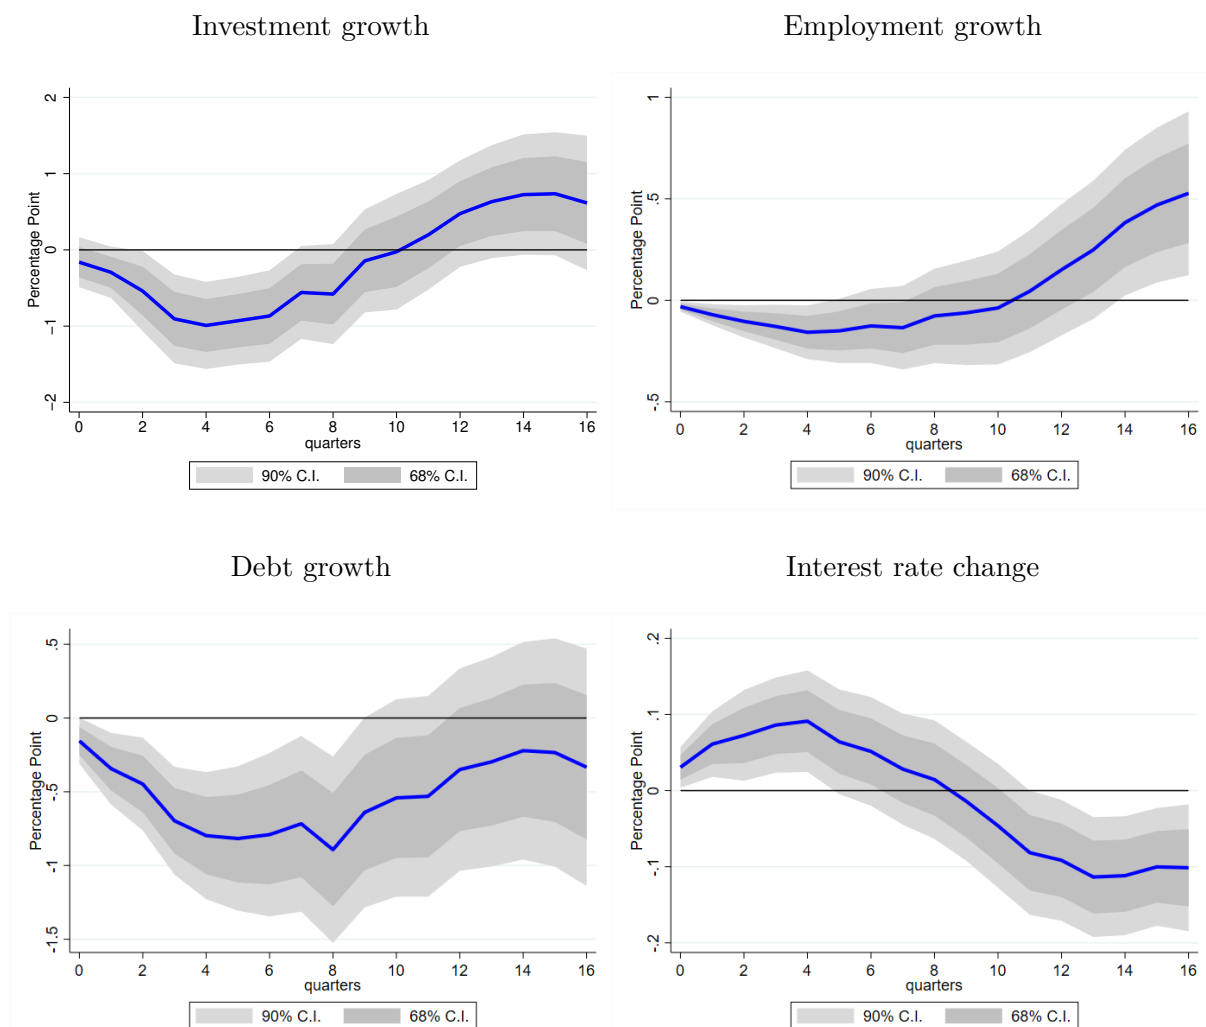 Investment growth
Employment growth
Percentage Point
2
1
0
-1
-2
0 2 4 6 8 10 12 14 16
quarters
90% C.I. 68% C.I.
Percentage Point
1
.5
0
-.5
0 2 4 6 8 10 12 14 16
quarters
90% C.I. 68% C.I.
Debt growth
Interest rate change
Percentage Point
.5
0
-.5
-1
-1.5
0 2 4 6 8 10 12 14 16
quarters
90% C.I. 68% C.I.
Percentage Point
.2
.1
0
-.1
-.2
0 2 4 6 8 10 12 14 16
quarters
90% C.I. 68% C.I.